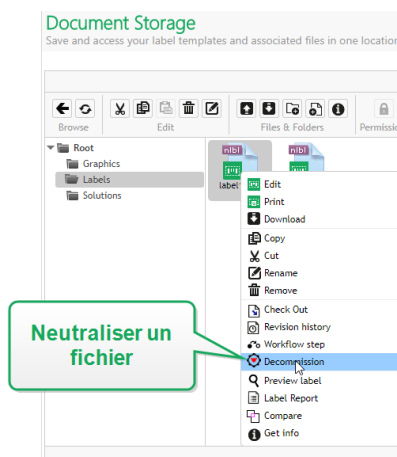 Document Storage
Save and access your label templates and associated files in one location
Browse
Edit
Files & Folders
Permissio
Root
Graphics
Labels
Solutions
nlbl
nlbl
label
Edit
Print
Download
Copy
Cut
Rename
Remove
Check Out
Revision history
Workflow step
Decommission
Preview label
Label Report
Compare
Get info
Neutraliser un
fichier